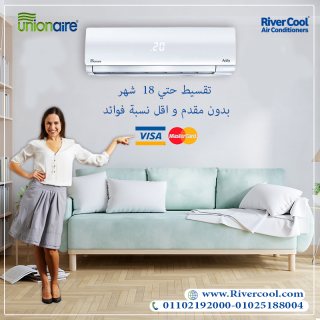 unionaire
River Cool
Air Conditioners
20
تقسيط حتي 18 شهر
بدون مقدم و اقل نسبة فوائد
VISA MasterCard
www.Rivercool.com
01102192000-01025188004